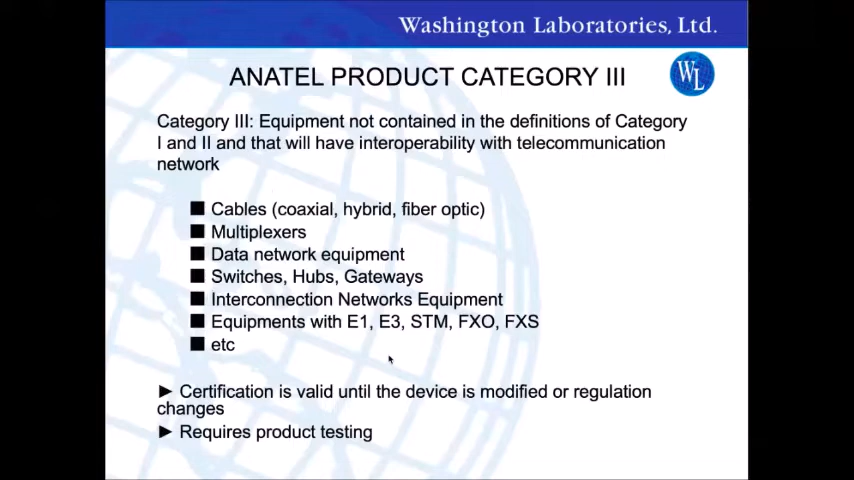 Washington Laboratories, Ltd.
ANATEL PRODUCT CATEGORY III
WL
Category III: Equipment not contained in the definitions of Category
I and II and that will have interoperability with telecommunication
network
■ Cables (coaxial, hybrid, fiber optic)
■ Multiplexers
■ Data network equipment
■ Switches, Hubs, Gateways
■ Interconnection Networks Equipment
■ Equipments with E1, E3, STM, FXO, FXS
■ etc
► Certification is valid until the device is modified or regulation
changes
► Requires product testing